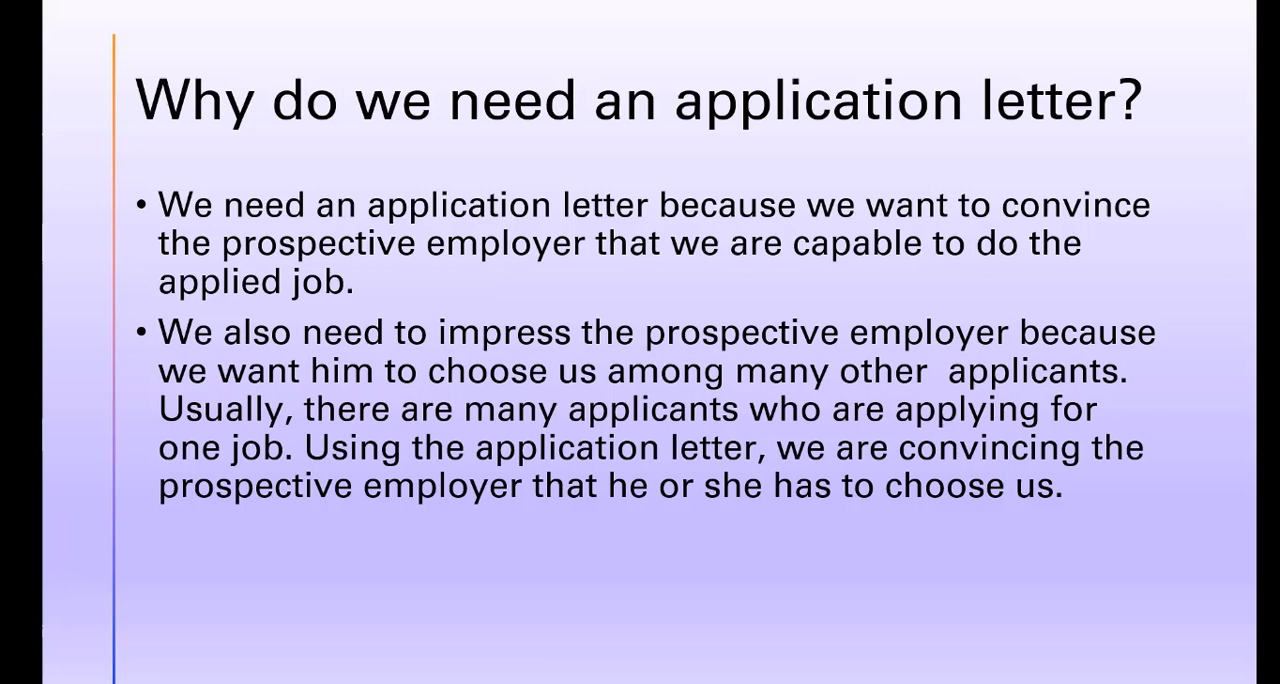 Why do we need an application letter?
• We need an application letter because we want to convince
the prospective employer that we are capable to do the
applied job.
• We also need to impress the prospective employer because
we want him to choose us among many other  applicants.
Usually, there are many applicants who are applying for
one job. Using the application letter, we are convincing the
prospective employer that he or she has to choose us.